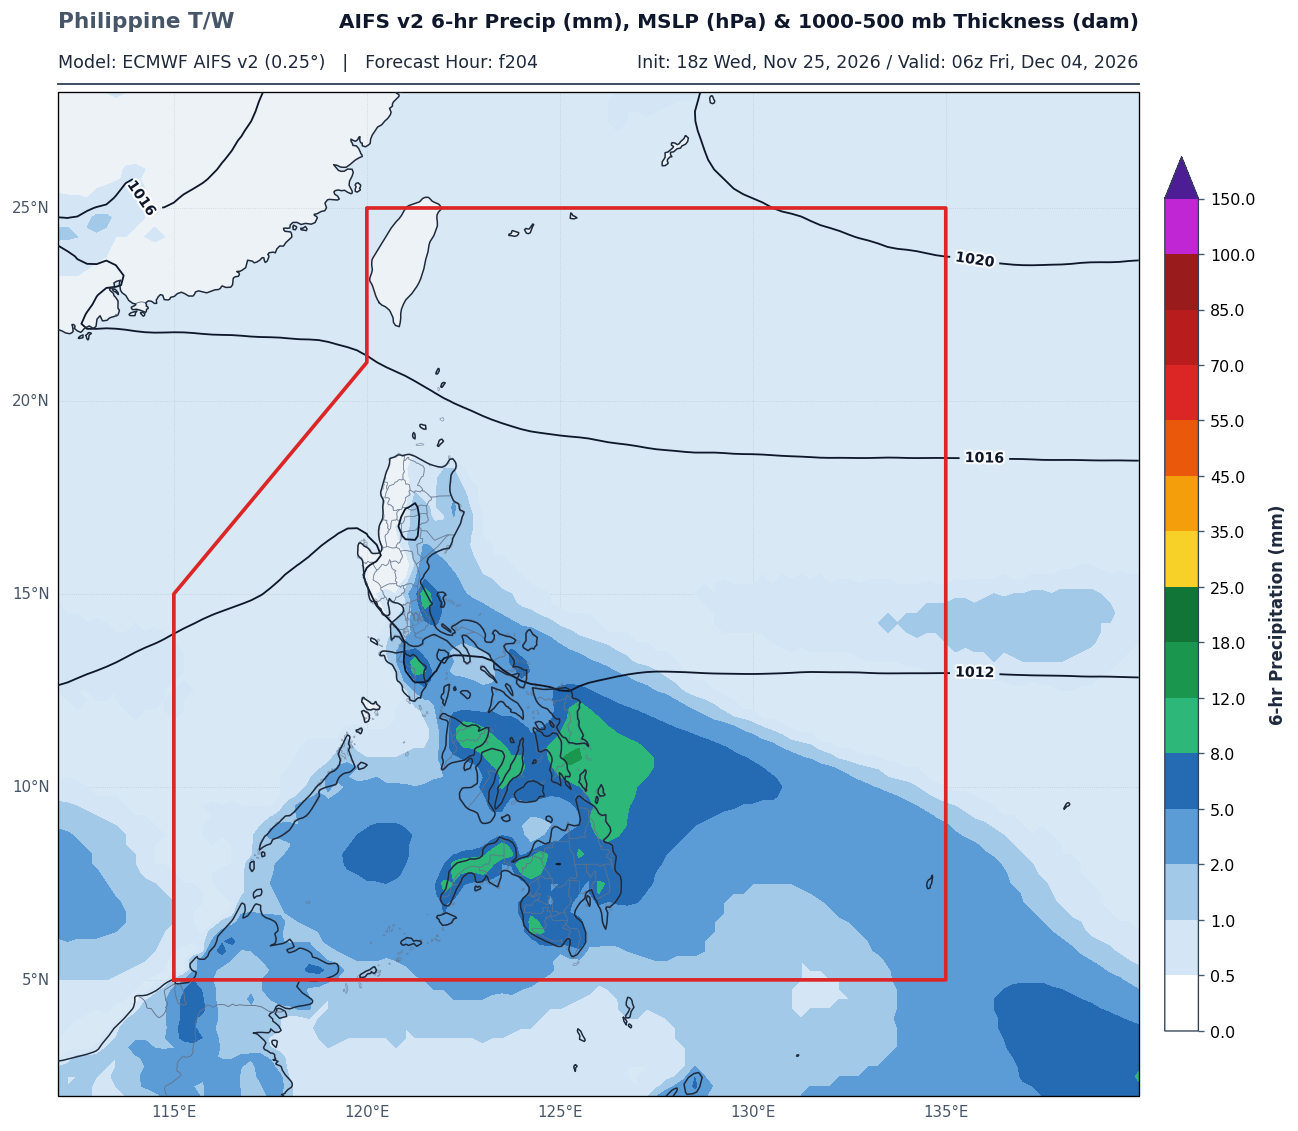 Philippine T/W
AIFS v2 6-hr Precip (mm), MSLP (hPa) & 1000-500 mb Thickness (dam)
Model: ECMWF AIFS v2 (0.25°)   |   Forecast Hour: f204
Init: 18z Wed, Nov 25, 2026 / Valid: 06z Fri, Dec 04, 2026
1016
1020
1016
1012
25°N
20°N
15°N
10°N
5°N
115°E
120°E
125°E
130°E
135°E
150.0
100.0
85.0
70.0
55.0
45.0
35.0
25.0
18.0
12.0
8.0
5.0
2.0
1.0
0.5
0.0
6-hr Precipitation (mm)